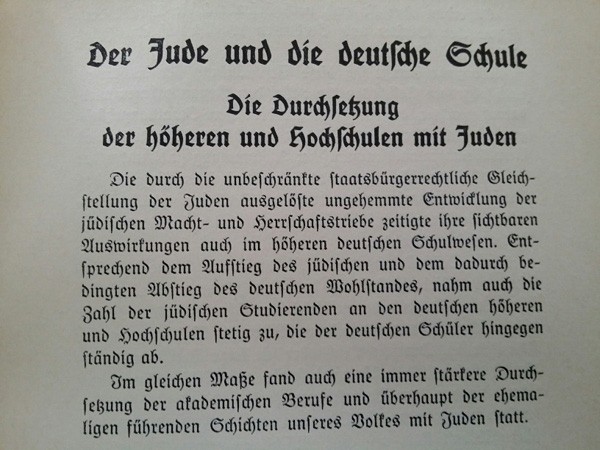 Der Jude und die deutsche Schule
Die Durchsetzung
der höheren und Hochschulen mit Juden
Die durch die unbeschränkte staatsbürgerrechtliche Gleich-
stellung der Juden ausgelöste ungehemmte Entwicklung der
jüdischen Macht- und Herrschaftstriebe zeitigte ihre sichtbaren
Auswirkungen auch im höheren deutschen Schulwesen. Ent-
sprechend dem Aufstieg des jüdischen und dem dadurch be-
dingten Abstieg des deutschen Wohlstandes, nahm auch die
Zahl der jüdischen Studierenden an den deutschen höheren
und Hochschulen stetig zu, die der deutschen Schüler hingegen
ständig ab.
Im gleichen Maße fand auch eine immer stärkere Durch-
setzung der akademischen Berufe und überhaupt der ehema-
ligen führenden Schichten unseres Volkes mit Juden statt.